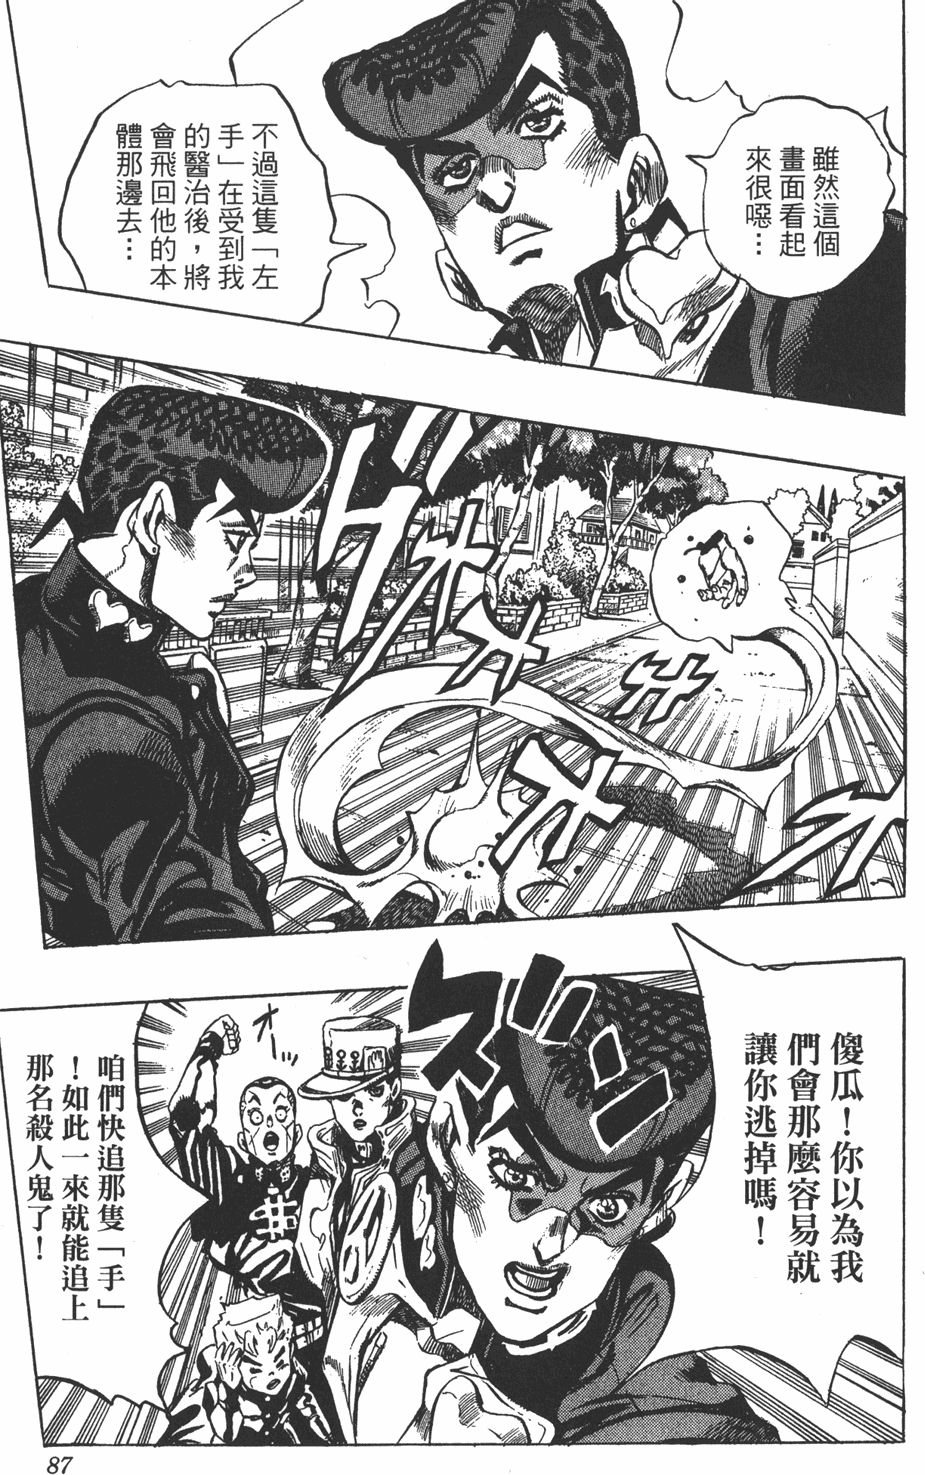 雖然這個
畫面看起
來很噁…
不過這隻「左
手」在受到我
的醫治後，將
會飛回他的本
體那邊去…
ドオオオオオオ
傻瓜！你以為我
們會那麼容易就
讓你逃掉嗎！
オ
咱們快追那隻「手」
！如此一來就能追上
那名殺人鬼了！
87